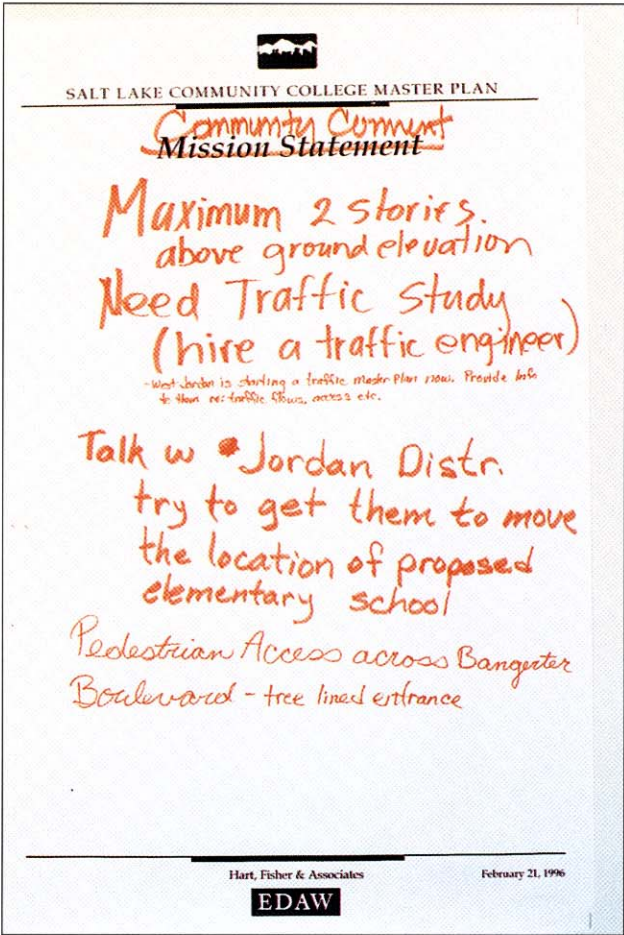 SALT LAKE COMMUNITY COLLEGE MASTER PLAN
Community Comment
Mission Statement
Maximum 2 stories.
above ground elevation
Need Traffic Study
(hire a traffic engineer)
- West Jordan is starting a traffic master Plan now. Provide info
to them re: traffic flows, access etc.
Talk w Jordan Distr.
try to get them to move
the location of proposed
elementary school
Pedestrian Access across Bangerter
Boulevard - tree lined entrance
Hart, Fisher & Associates
February 21, 1996
EDAW